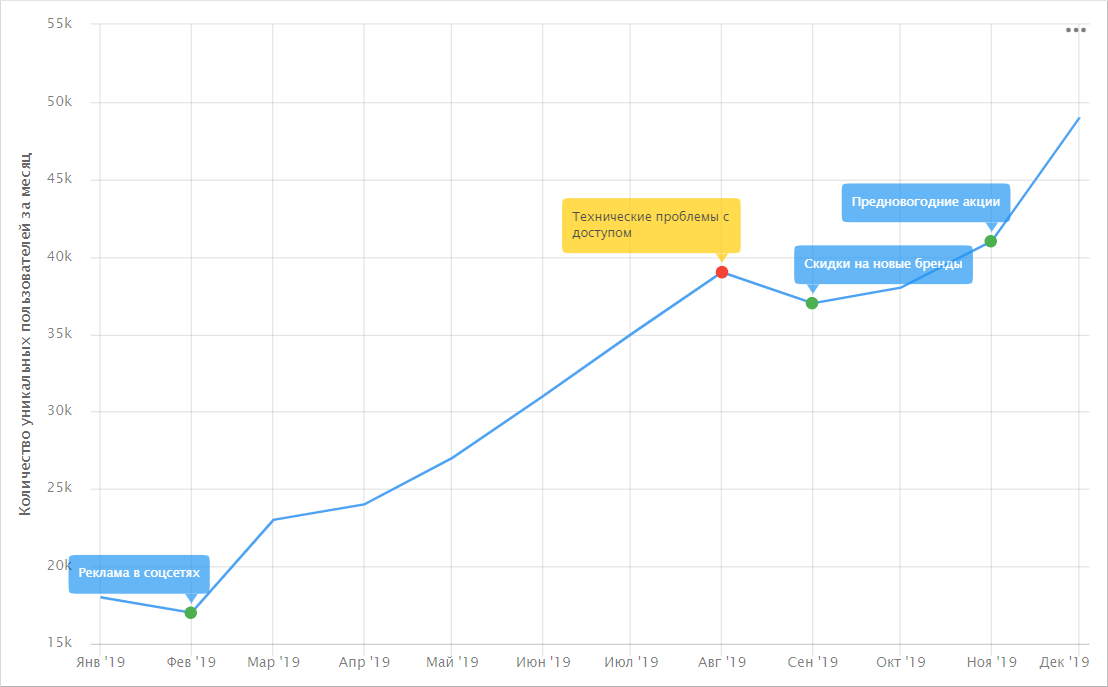 55k
50k
45k
40k
35k
30k
25k
20k
15k
Количество уникальных пользователей за месяц
Технические проблемы с
доступом
Предновогодние акции
Скидки на новые бренды
Реклама в соцсетях
Янв '19
Фев '19
Мар '19
Апр '19
Май '19
Июн '19
Июл '19
Авг '19
Сен '19
Окт '19
Ноя '19
Дек '19